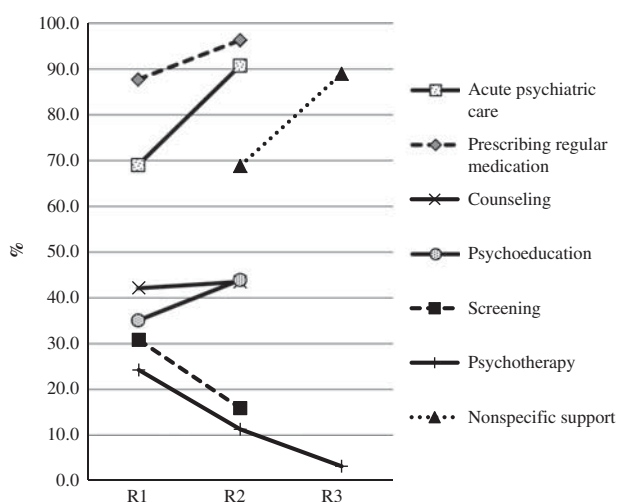 100.0
90.0
80.0
70.0
60.0
50.0
40.0
30.0
20.0
10.0
0.0
%
R1
R2
R3
Acute psychiatric
care
Prescribing regular
medication
Counseling
Psychoeducation
Screening
Psychotherapy
Nonspecific support